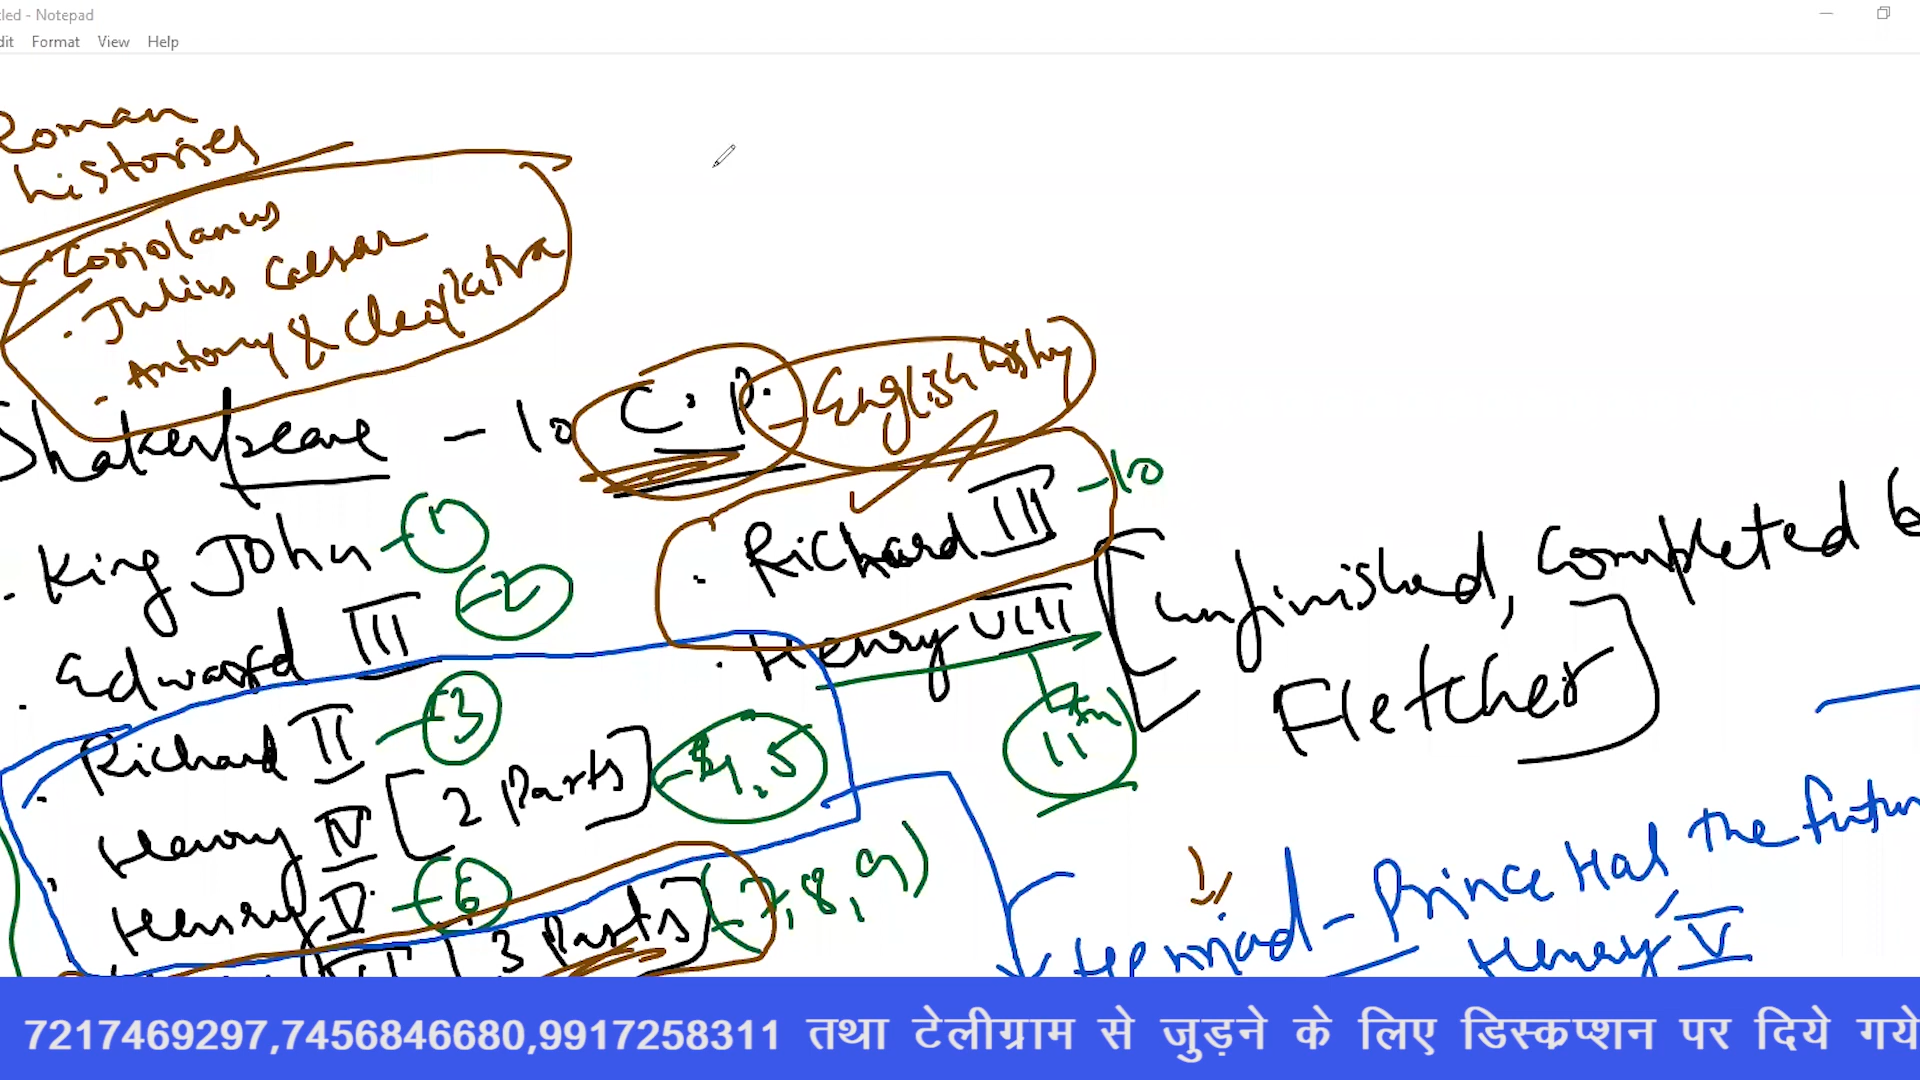 led - Notepad
dit Format View Help
Roman
histories
Coriolanus
· Julius Caesar
· Antony & Cleopatra
Shakespeare - 10 C.P. - English history
· King John - 1
· Edward III - 2
· Richard II - 3
· Henry IV [2 Parts] - 4,5
Henry V - 6
[3 Parts] (-7,8,9)
· Richard III - 10
· Henry VIII [unfinished, Completed b
Fletcher]
11
Henriad - Prince Hal the futur
Henry V
7217469297,7456846680,9917258311 तथा टेलीग्राम से जुड़ने के लिए डिस्कप्शन पर दिये गये